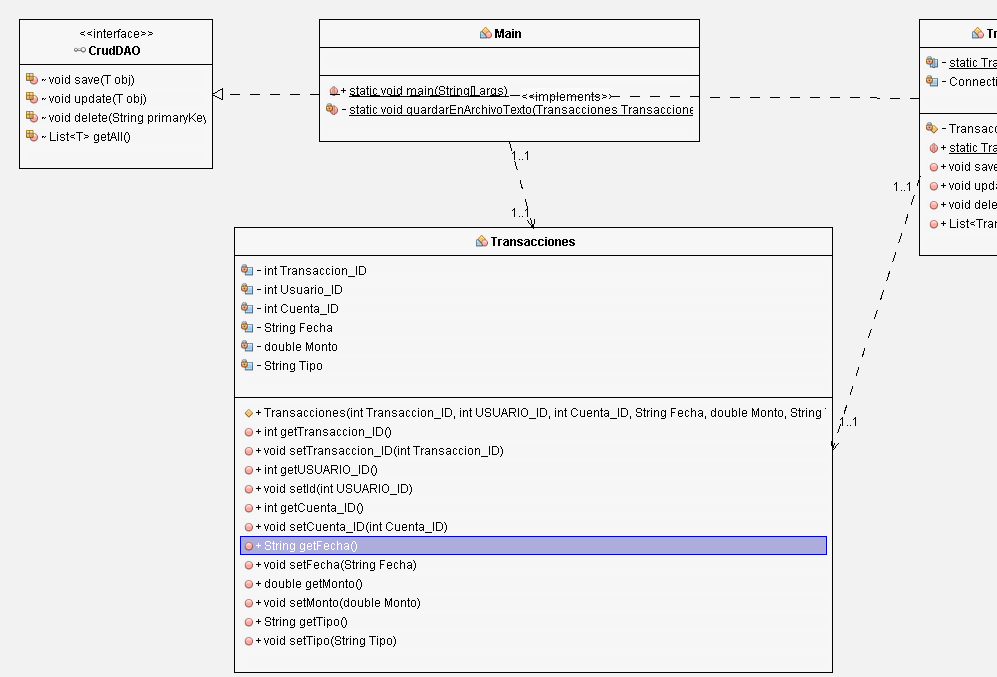 <<interface>>
CrudDAO
~ void save(T obj)
~ void update(T obj)
~ void delete(String primaryKey
~ List<T> getAll()
Main
+ static void main(String[] args)
- static void guardarEnArchivoTexto(Transacciones Transaccione
<<implements>>
Tr
- static Tra
- Connecti
- Transacc
+ static Tra
+ void save
+ void upda
+ void dele
+ List<Tran
1..1
1..1
1..1
1..1
Transacciones
- int Transaccion_ID
- int Usuario_ID
- int Cuenta_ID
- String Fecha
- double Monto
- String Tipo
+ Transacciones(int Transaccion_ID, int USUARIO_ID, int Cuenta_ID, String Fecha, double Monto, String
+ int getTransaccion_ID()
+ void setTransaccion_ID(int Transaccion_ID)
+ int getUSUARIO_ID()
+ void setId(int USUARIO_ID)
+ int getCuenta_ID()
+ void setCuenta_ID(int Cuenta_ID)
+ String getFecha()
+ void setFecha(String Fecha)
+ double getMonto()
+ void setMonto(double Monto)
+ String getTipo()
+ void setTipo(String Tipo)